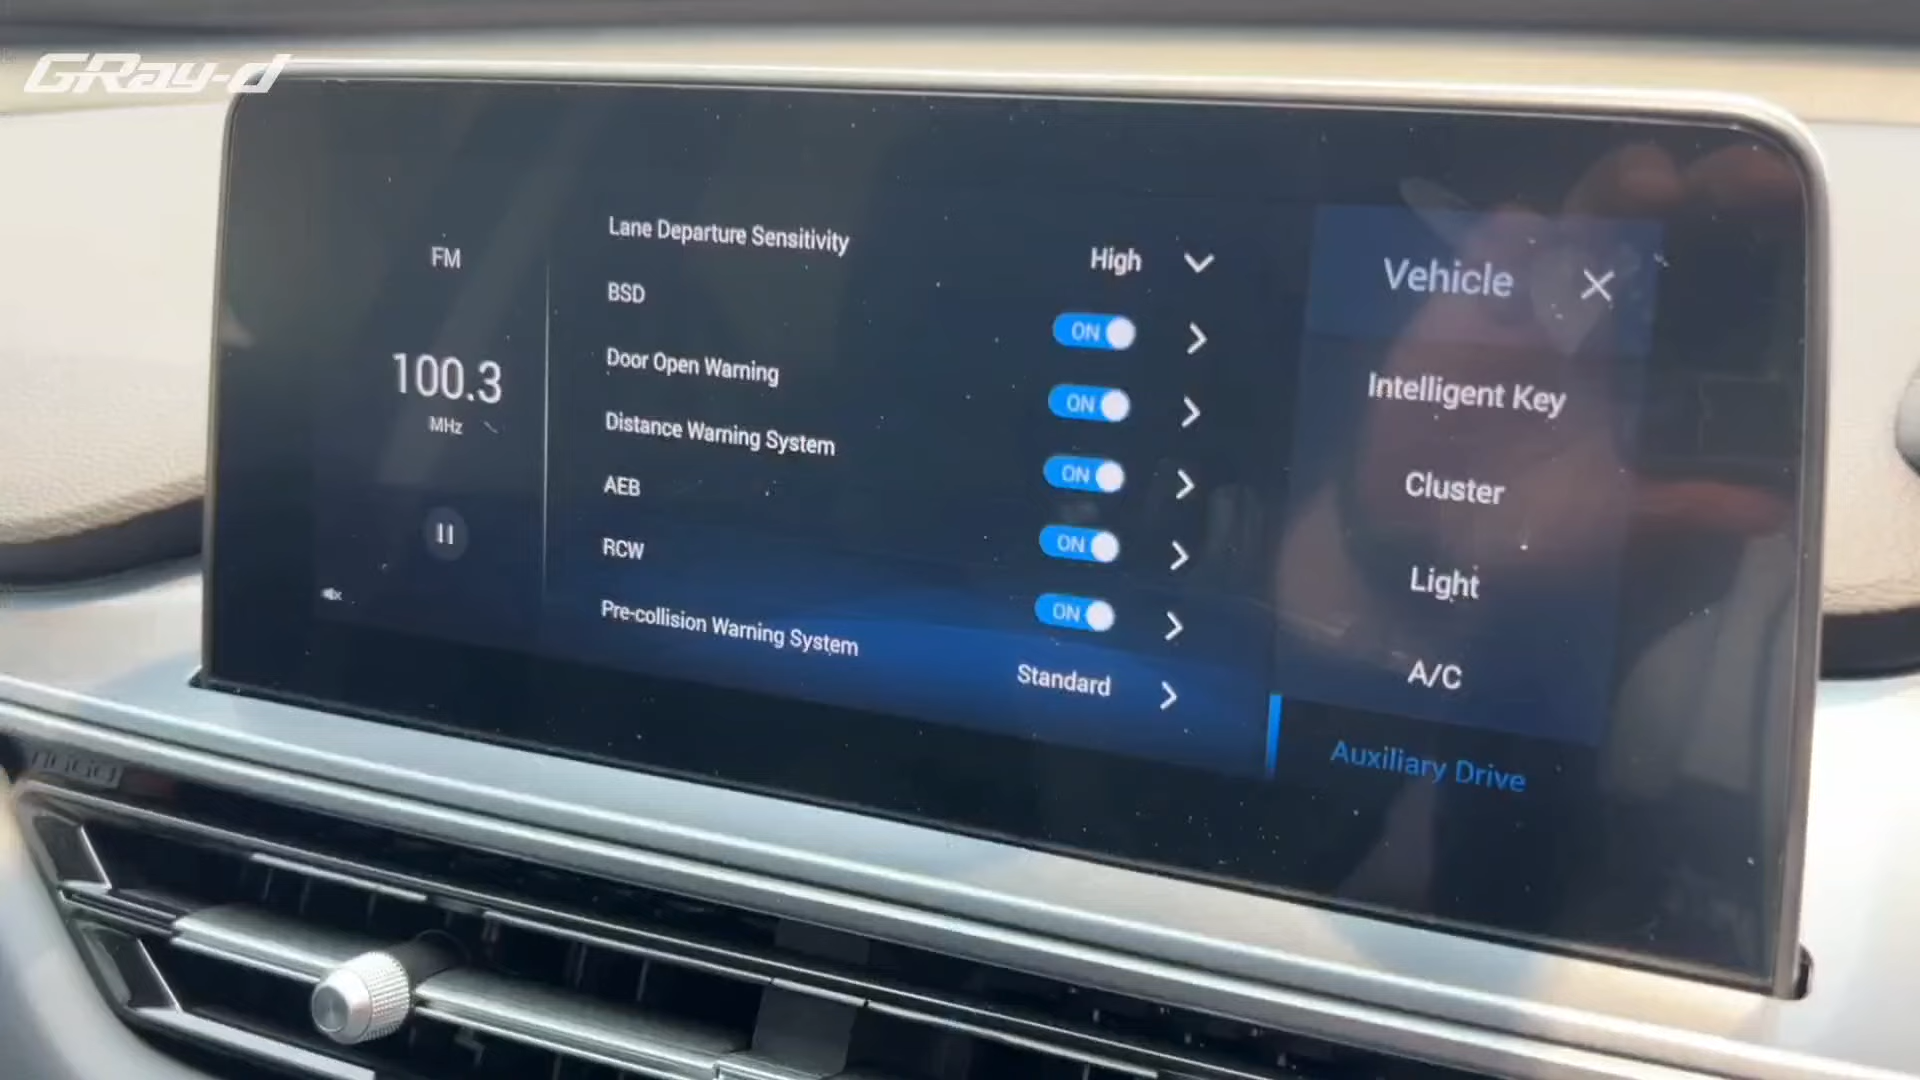 GRay-d
FM
100.3
MHz
Lane Departure Sensitivity
High
BSD
ON
Door Open Warning
ON
Distance Warning System
ON
AEB
ON
RCW
ON
Pre-collision Warning System
Standard
Vehicle
Intelligent Key
Cluster
Light
A/C
Auxiliary Drive